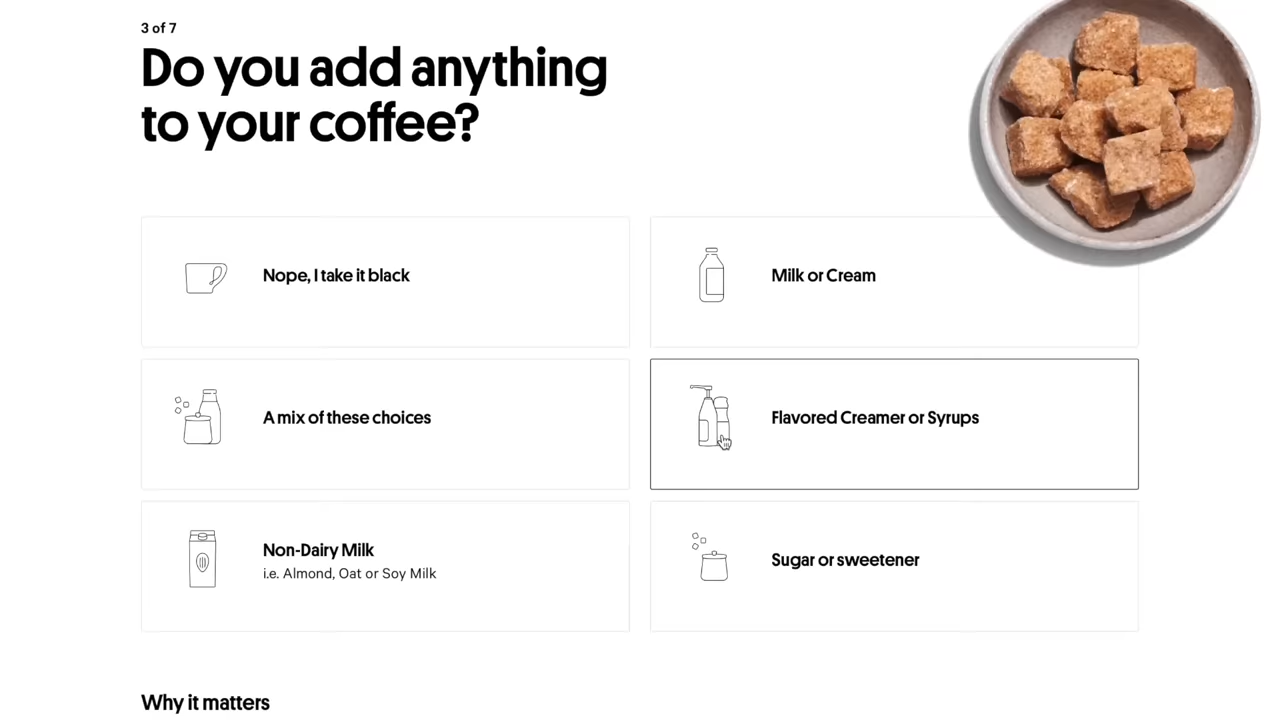 3 of 7
Do you add anything
to your coffee?
Nope, I take it black
Milk or Cream
A mix of these choices
Flavored Creamer or Syrups
Non-Dairy Milk
i.e. Almond, Oat or Soy Milk
Sugar or sweetener
Why it matters